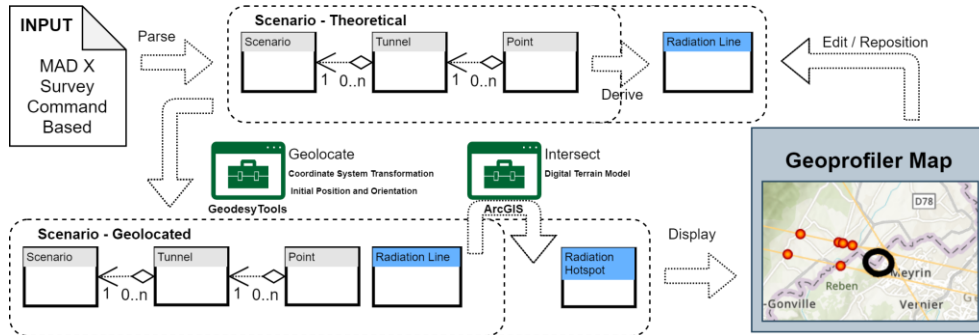 INPUT
MAD X
Survey
Command
Based
Parse
Scenario - Theoretical
Scenario
Tunnel
Point
1
0..n
1
0..n
Derive
Radiation Line
Edit / Reposition
Geolocate
Coordinate System Transformation
Initial Position and Orientation
GeodesyTools
Intersect
Digital Terrain Model
ArcGIS
Scenario - Geolocated
Scenario
Tunnel
Point
Radiation Line
1
0..n
1
0..n
Radiation
Hotspot
Display
Geoprofiler Map
D78
Meyrin
Reben
-Gonville
Vernier